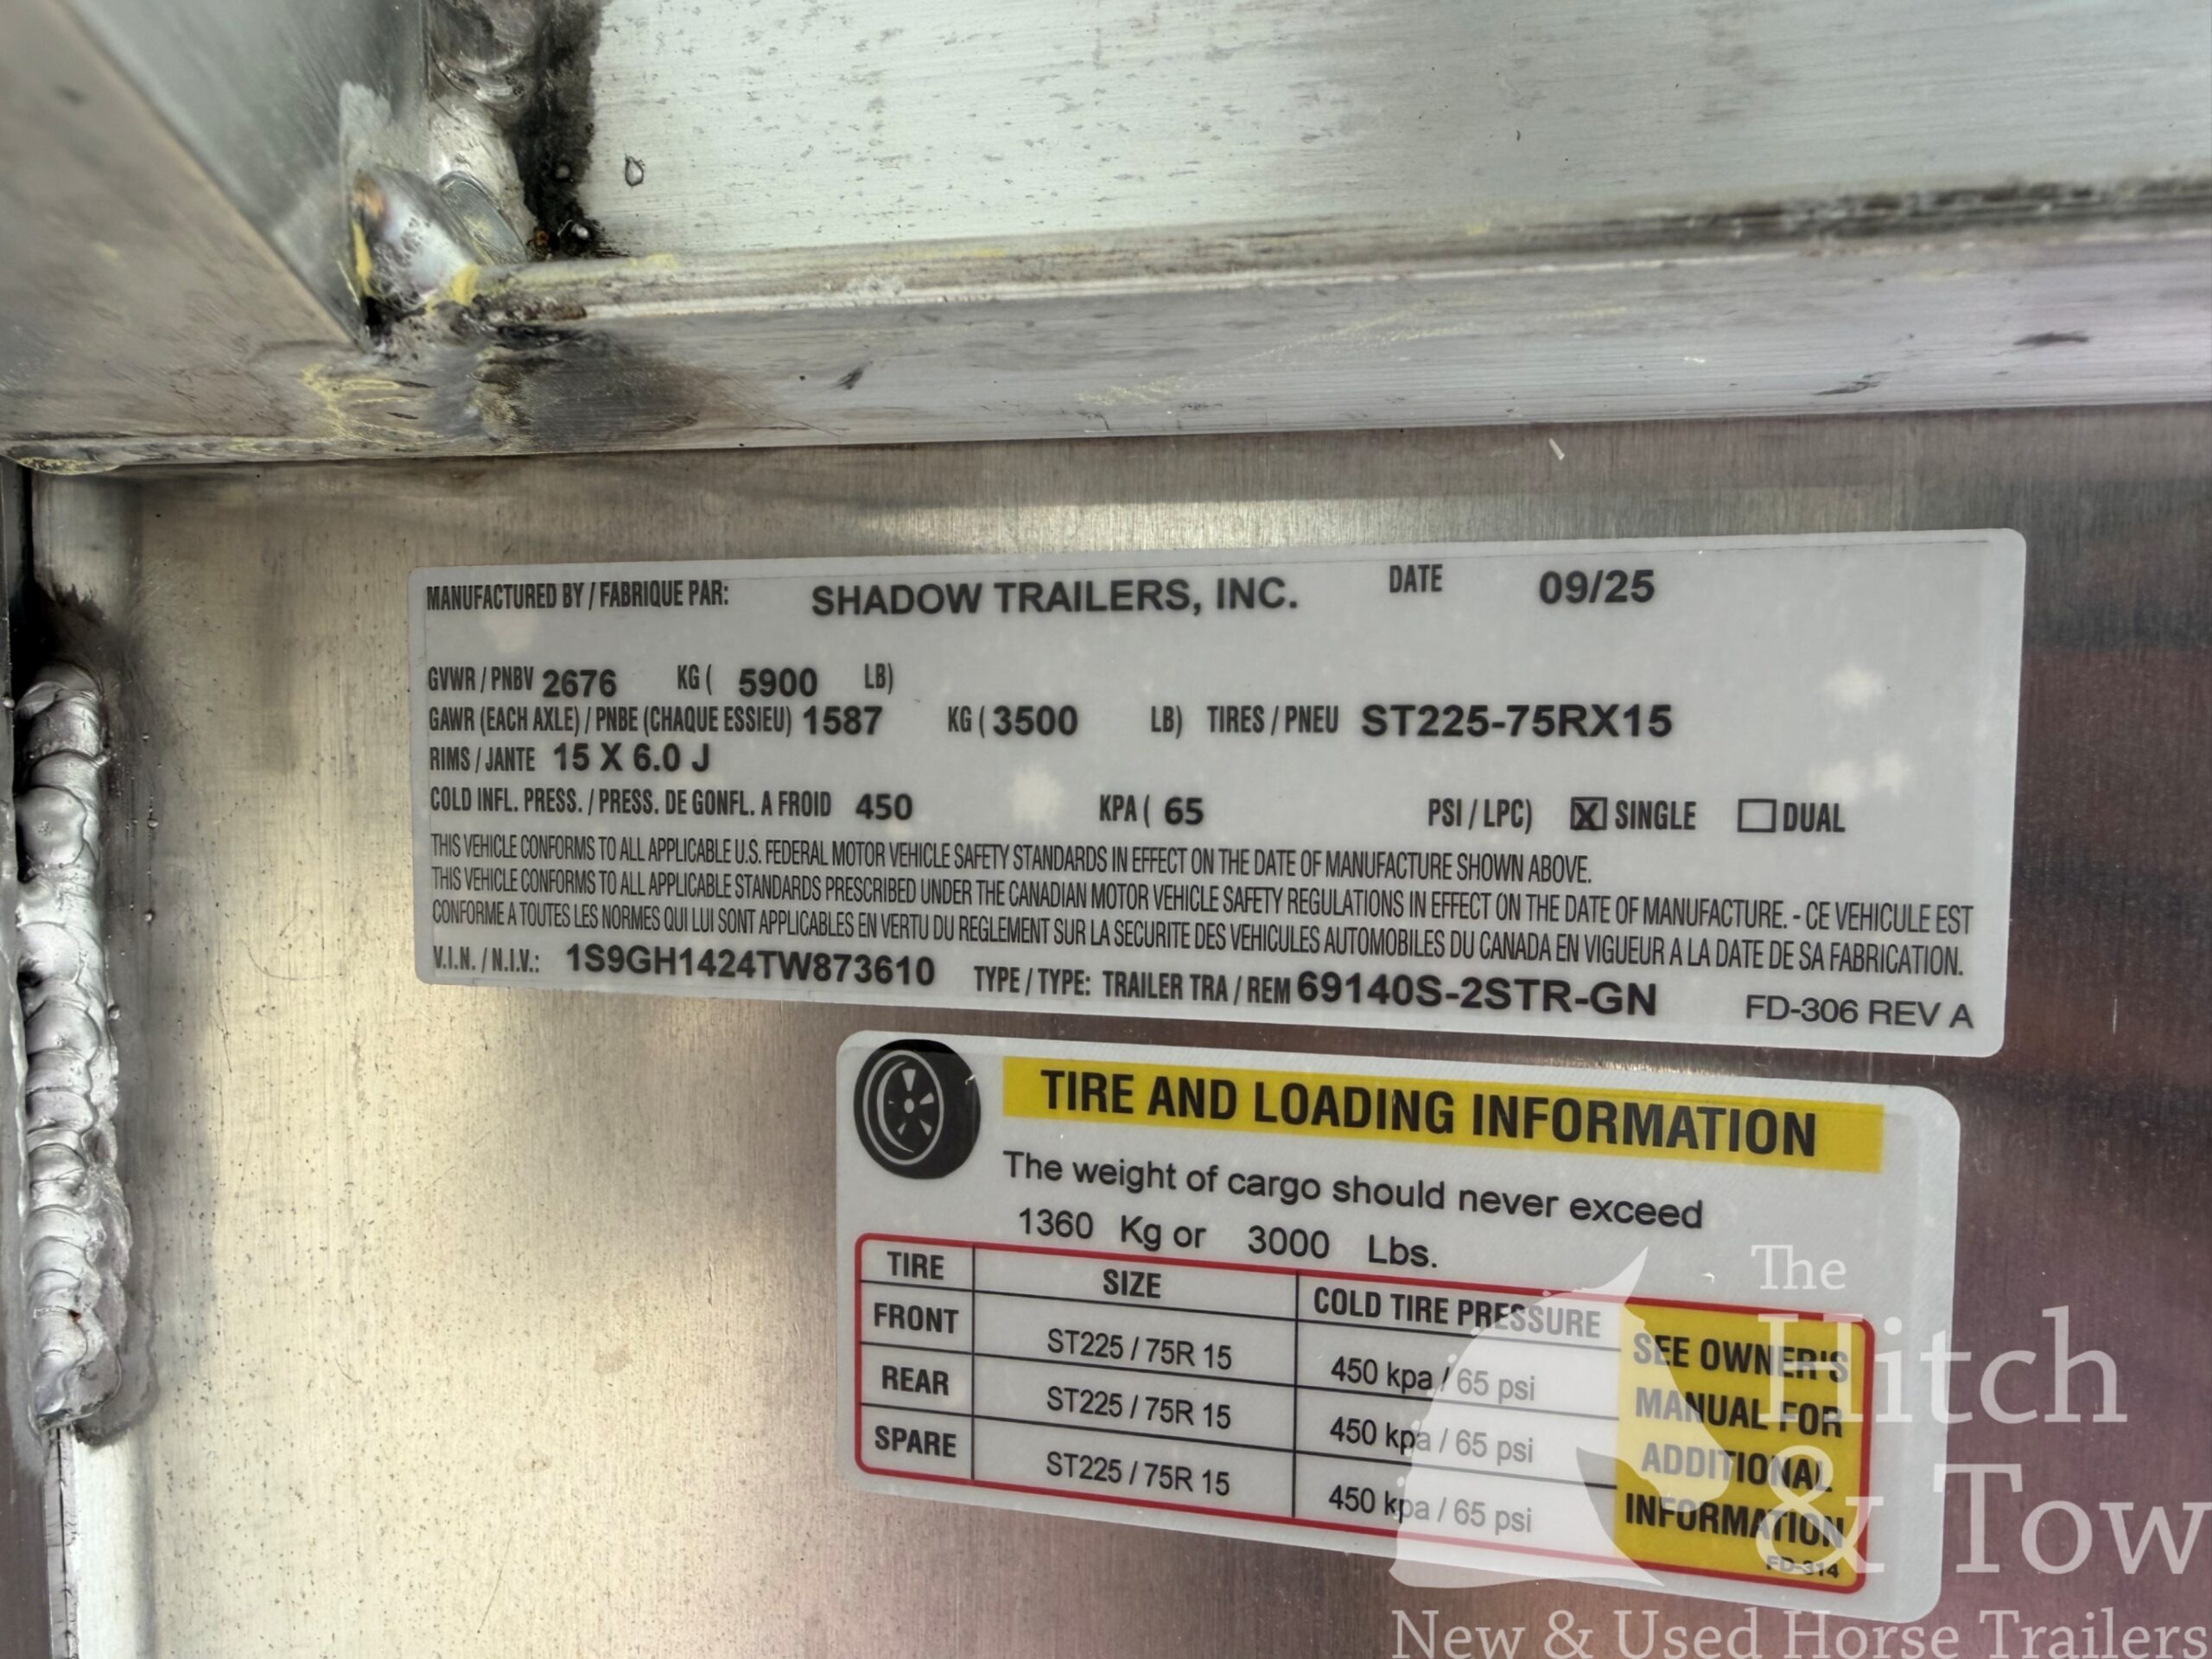 MANUFACTURED BY / FABRIQUE PAR: SHADOW TRAILERS, INC. DATE 09/25
GVWR / PNBV 2676 KG ( 5900 LB)
GAWR (EACH AXLE) / PNBE (CHAQUE ESSIEU) 1587 KG ( 3500 LB) TIRES / PNEU ST225-75RX15
RIMS / JANTE 15 X 6.0 J
COLD INFL. PRESS. / PRESS. DE GONFL. A FROID 450 KPA ( 65 PSI / LPC) X SINGLE DUAL
THIS VEHICLE CONFORMS TO ALL APPLICABLE U.S. FEDERAL MOTOR VEHICLE SAFETY STANDARDS IN EFFECT ON THE DATE OF MANUFACTURE SHOWN ABOVE.
THIS VEHICLE CONFORMS TO ALL APPLICABLE STANDARDS PRESCRIBED UNDER THE CANADIAN MOTOR VEHICLE SAFETY REGULATIONS IN EFFECT ON THE DATE OF MANUFACTURE. - CE VEHICULE EST
CONFORME A TOUTES LES NORMES QUI LUI SONT APPLICABLES EN VERTU DU REGLEMENT SUR LA SECURITE DES VEHICULES AUTOMOBILES DU CANADA EN VIGUEUR A LA DATE DE SA FABRICATION.
V.I.N. / N.I.V.: 1S9GH1424TW873610 TYPE / TYPE: TRAILER TRA / REM 69140S-2STR-GN FD-306 REV A
TIRE AND LOADING INFORMATION
The weight of cargo should never exceed
1360 Kg or 3000 Lbs.
TIRE SIZE COLD TIRE PRESSURE
FRONT ST225 / 75R 15 450 kpa / 65 psi
REAR ST225 / 75R 15 450 kpa / 65 psi
SPARE ST225 / 75R 15 450 kpa / 65 psi
SEE OWNER'S
MANUAL FOR
ADDITIONAL
INFORMATION
FD-314
The
Hitch
& Tow
New & Used Horse Trailers